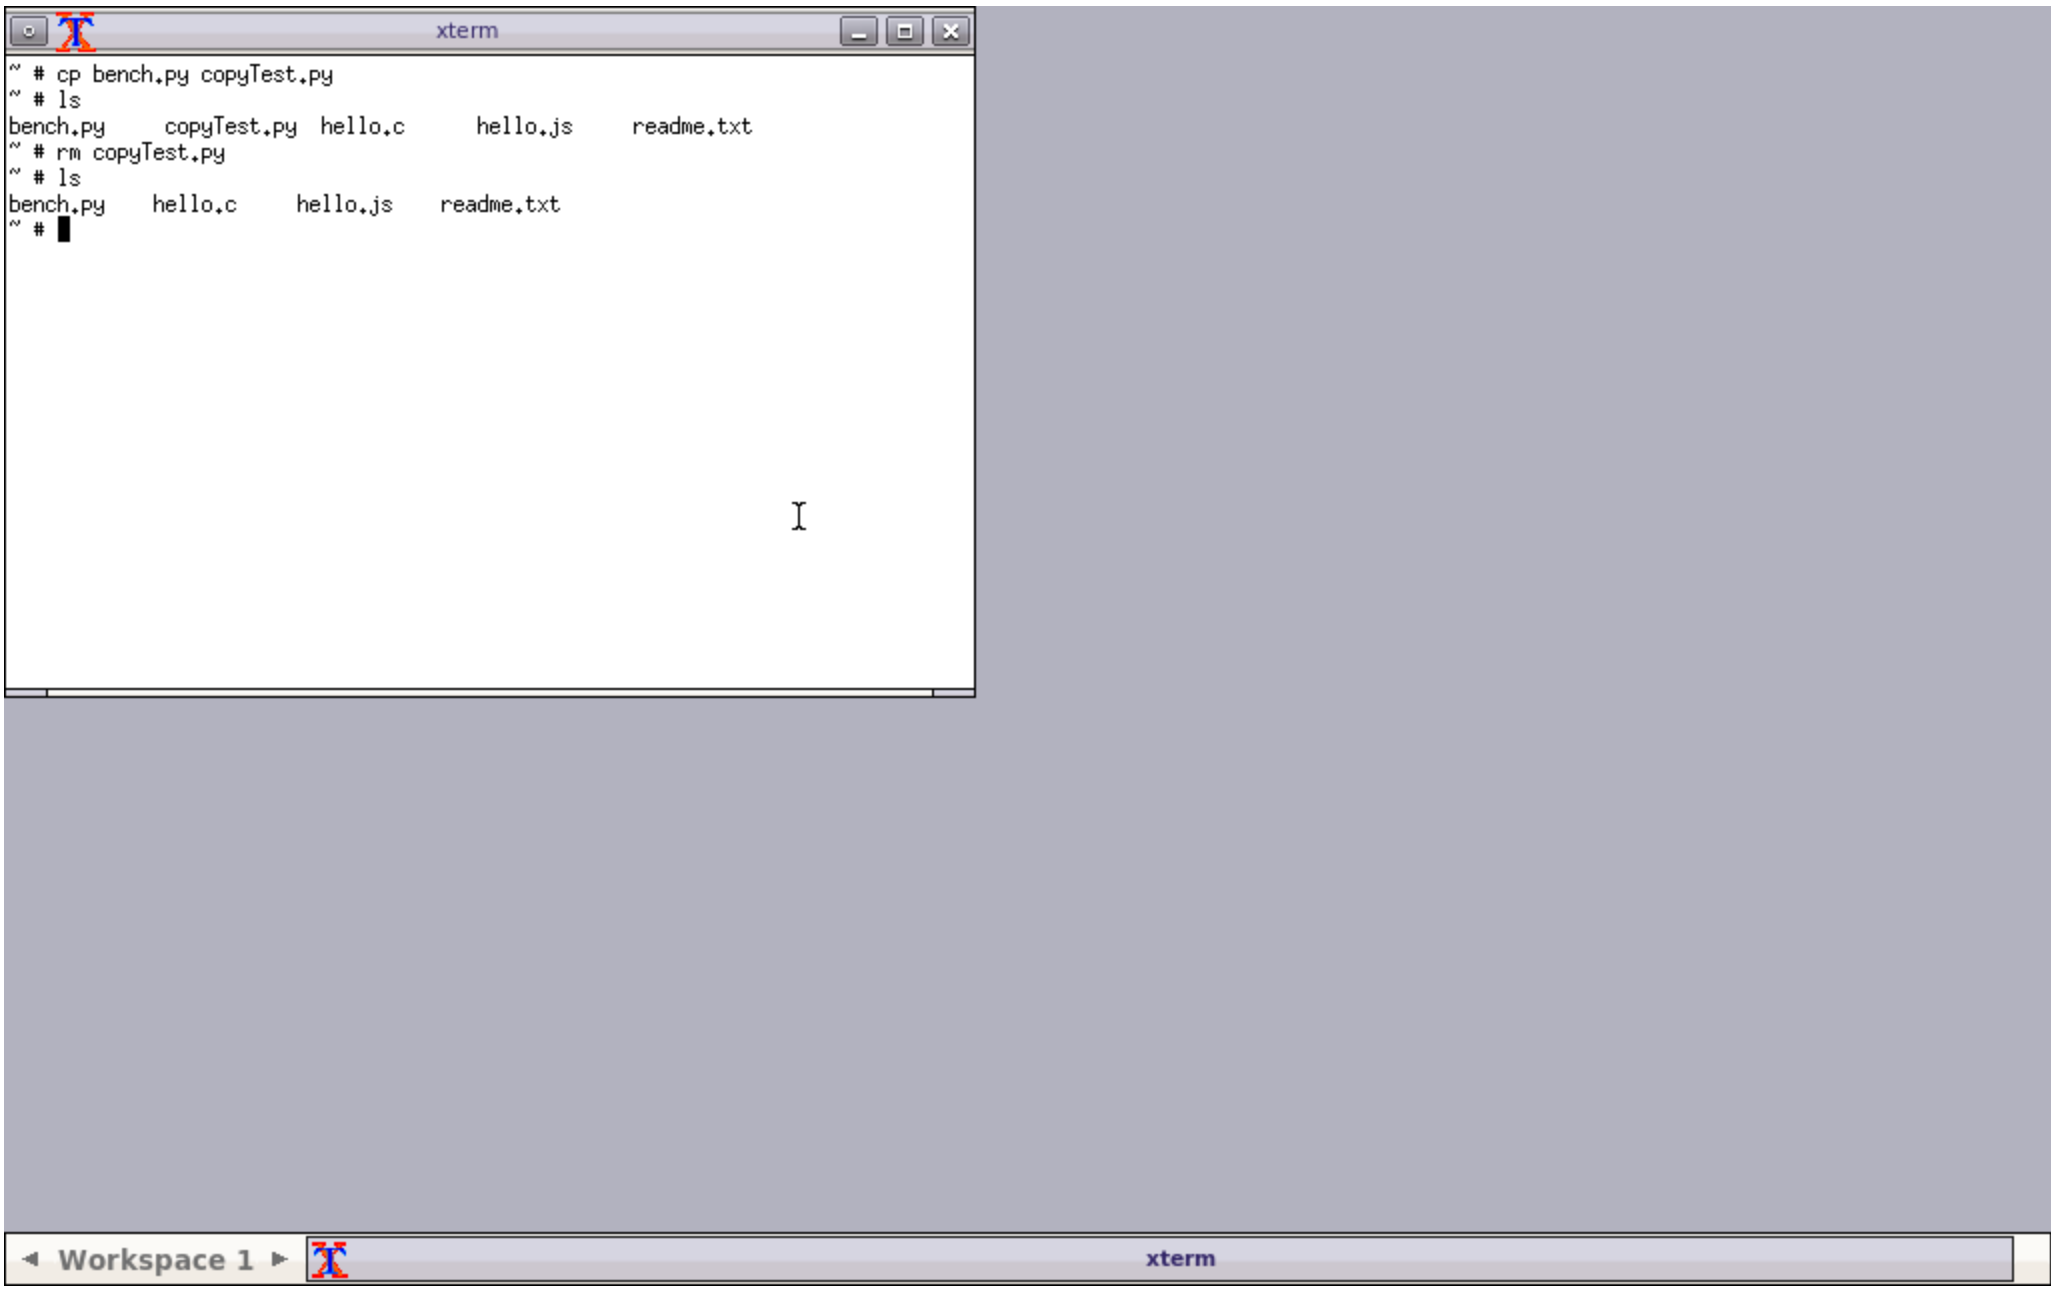 xterm
~ # cp bench.py copyTest.py
~ # ls
bench.py     copyTest.py  hello.c      hello.js     readme.txt
~ # rm copyTest.py
~ # ls
bench.py    hello.c     hello.js    readme.txt
~ #
Workspace 1
xterm